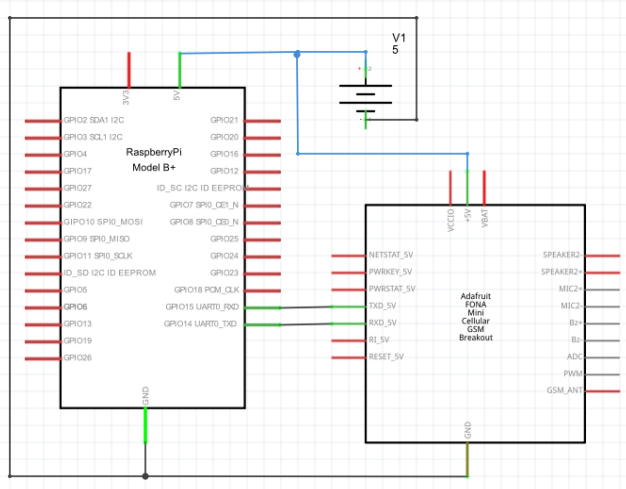 V1
5
3V3
5V
GPIO2 SDA1 I2C
GPIO3 SCL1 I2C
GPIO4
GPIO17
GPIO27
GPIO22
GIPO10 SPI0_MOSI
GPIO9 SPI0_MISO
GPIO11 SPI0_SCLK
ID_SD I2C ID EEPROM
GPIO5
GPIO6
GPIO13
GPIO19
GPIO26
RaspberryPi
Model B+
GPIO21
GPIO20
GPIO16
GPIO12
ID_SC I2C ID EEPROM
GPIO7 SPI0_CE1_N
GPIO8 SPI0_CE0_N
GPIO25
GPIO24
GPIO23
GPIO18 PCM_CLK
GPIO15 UART0_RXD
GPIO14 UART0_TXD
GND
VCCIO
+5V
VBAT
NETSTAT_5V
PWRKEY_5V
PWRSTAT_5V
TXD_5V
RXD_5V
RI_5V
RESET_5V
Adafruit
FONA
Mini
Cellular
GSM
Breakout
SPEAKER2-
SPEAKER2+
MIC2+
MIC2-
Bz+
Bz-
ADC
PWM
GSM_ANT
GND